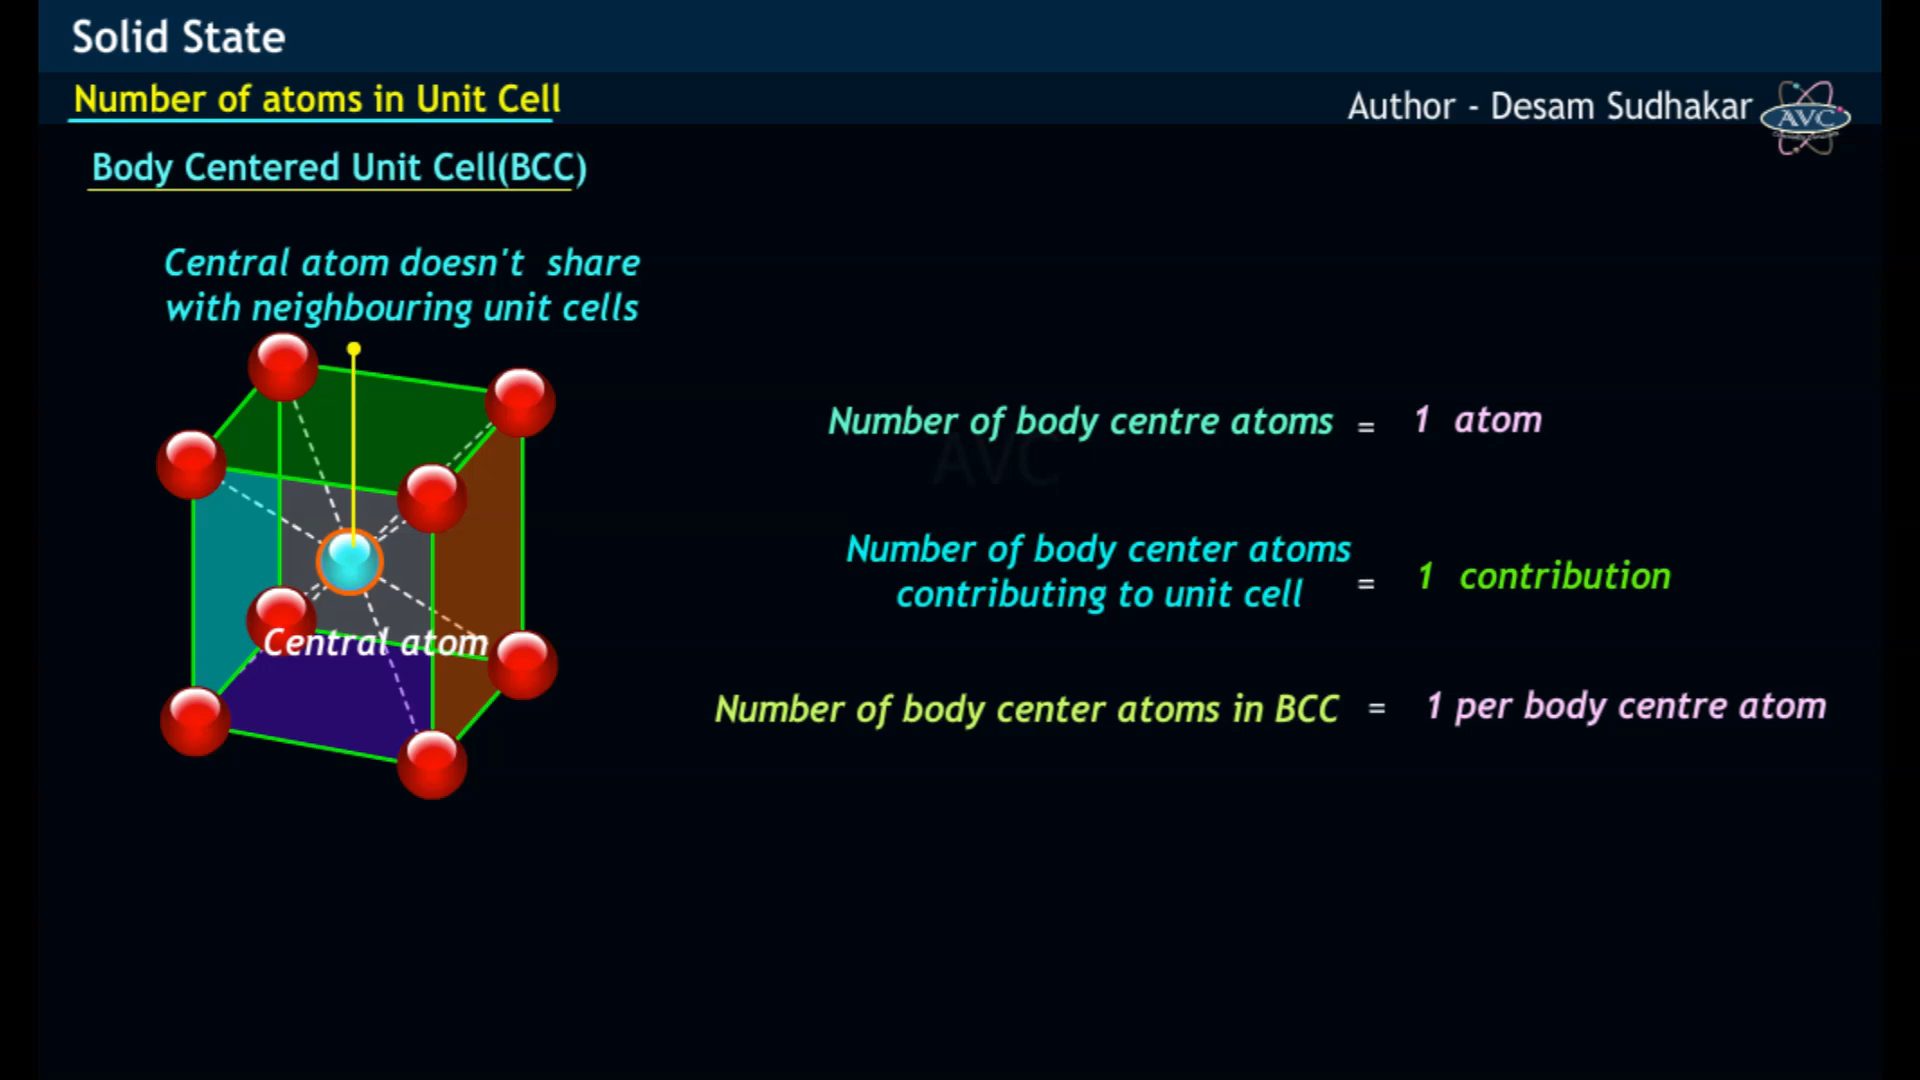 Solid State
Number of atoms in Unit Cell
Author - Desam Sudhakar
AVC
Body Centered Unit Cell(BCC)
Central atom doesn't share
with neighbouring unit cells
Number of body centre atoms = 1 atom
AVC
Number of body center atoms
contributing to unit cell = 1 contribution
Central atom
Number of body center atoms in BCC = 1 per body centre atom